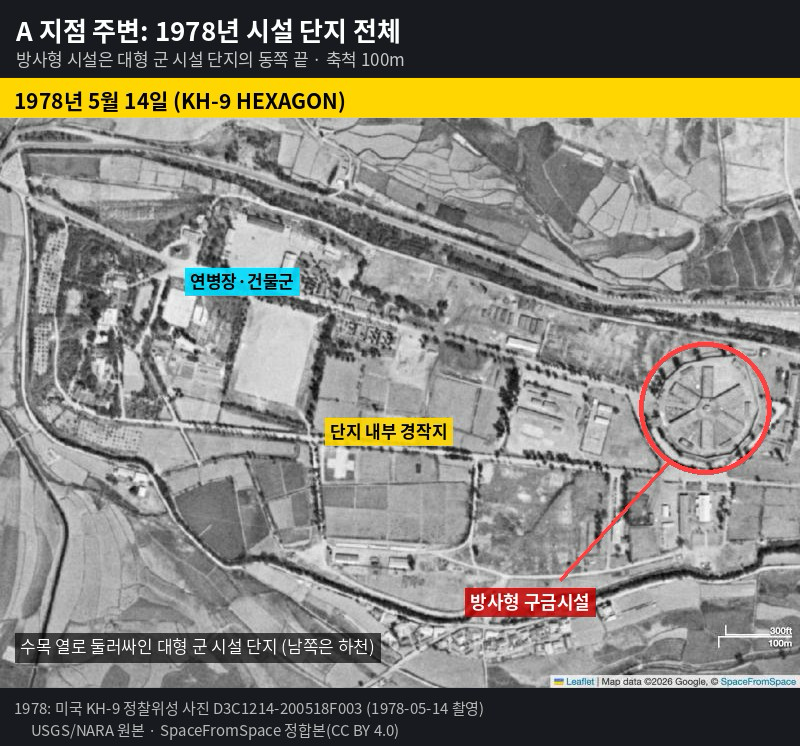 A 지점 주변: 1978년 시설 단지 전체
방사형 시설은 대형 군 시설 단지의 동쪽 끝 · 축척 100m
1978년 5월 14일 (KH-9 HEXAGON)
연병장·건물군
단지 내부 경작지
방사형 구금시설
300ft
100m
수목 열로 둘러싸인 대형 군 시설 단지 (남쪽은 하천)
Leaflet | Map data ©2026 Google, © SpaceFromSpace
1978: 미국 KH-9 정찰위성 사진 D3C1214-200518F003 (1978-05-14 촬영)
USGS/NARA 원본 · SpaceFromSpace 정합본(CC BY 4.0)